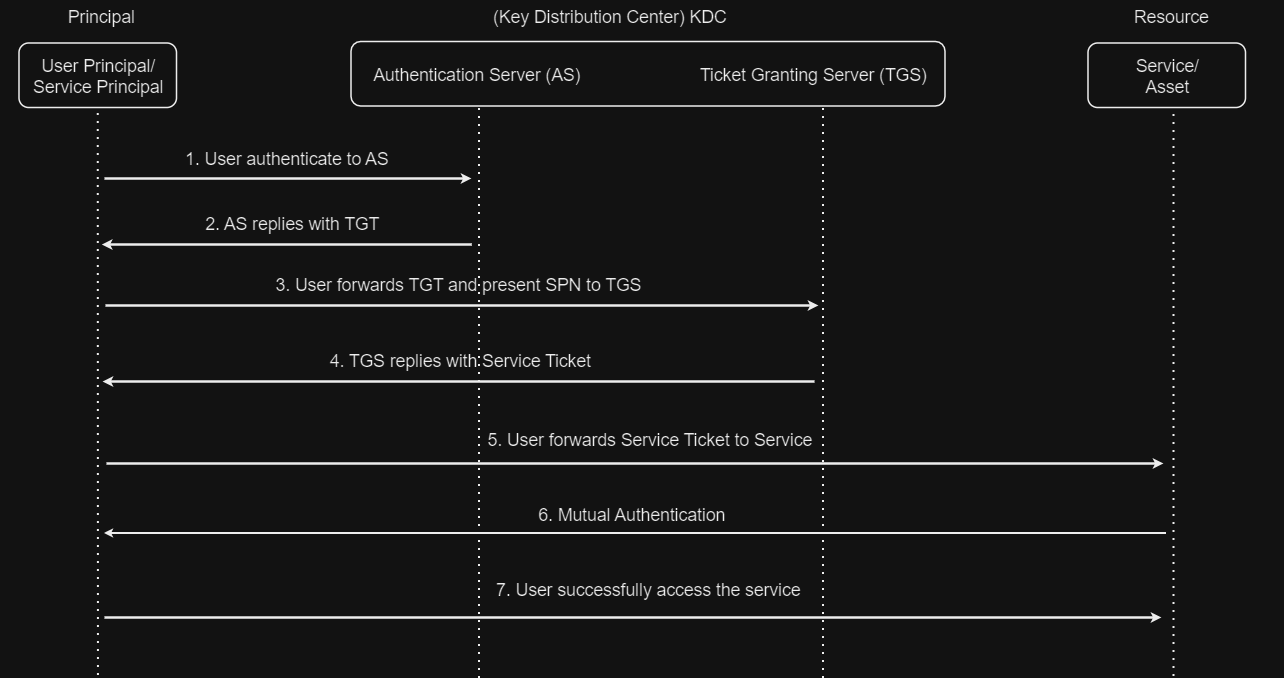 Principal
(Key Distribution Center) KDC
Resource
User Principal/
Service Principal
Authentication Server (AS)
Ticket Granting Server (TGS)
Service/
Asset
1. User authenticate to AS
2. AS replies with TGT
3. User forwards TGT and present SPN to TGS
4. TGS replies with Service Ticket
5. User forwards Service Ticket to Service
6. Mutual Authentication
7. User successfully access the service